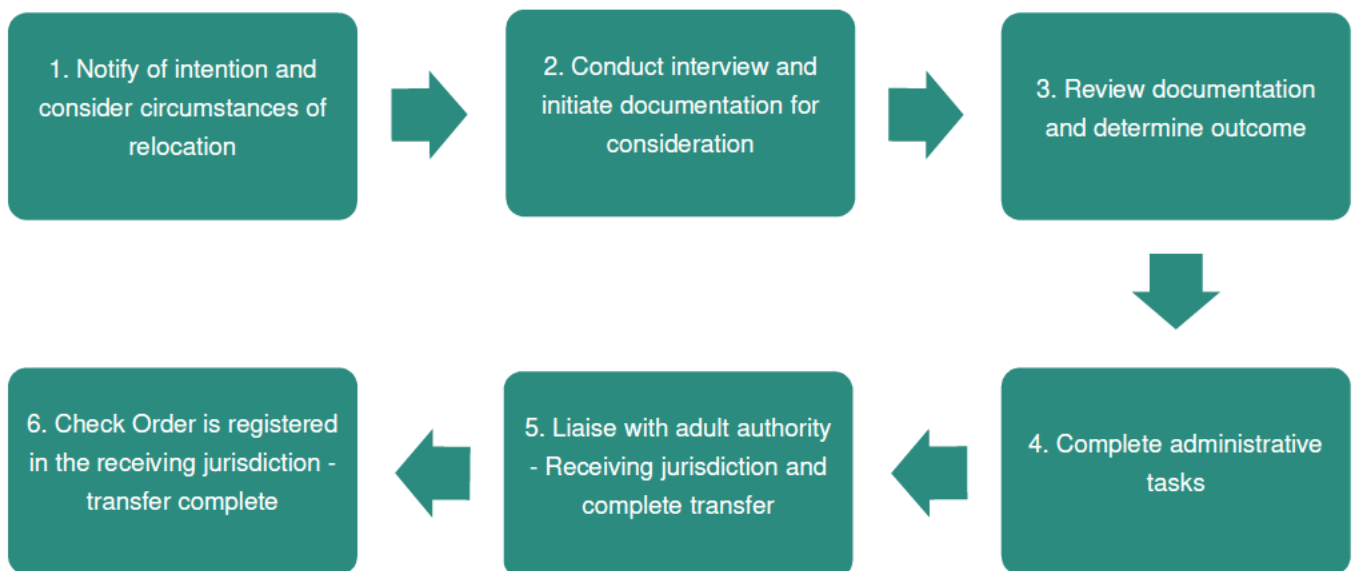 1. Notify of intention and
consider circumstances of
relocation
2. Conduct interview and
initiate documentation for
consideration
3. Review documentation
and determine outcome
4. Complete administrative
tasks
5. Liaise with adult authority
- Receiving jurisdiction and
complete transfer
6. Check Order is registered
in the receiving jurisdiction -
transfer complete